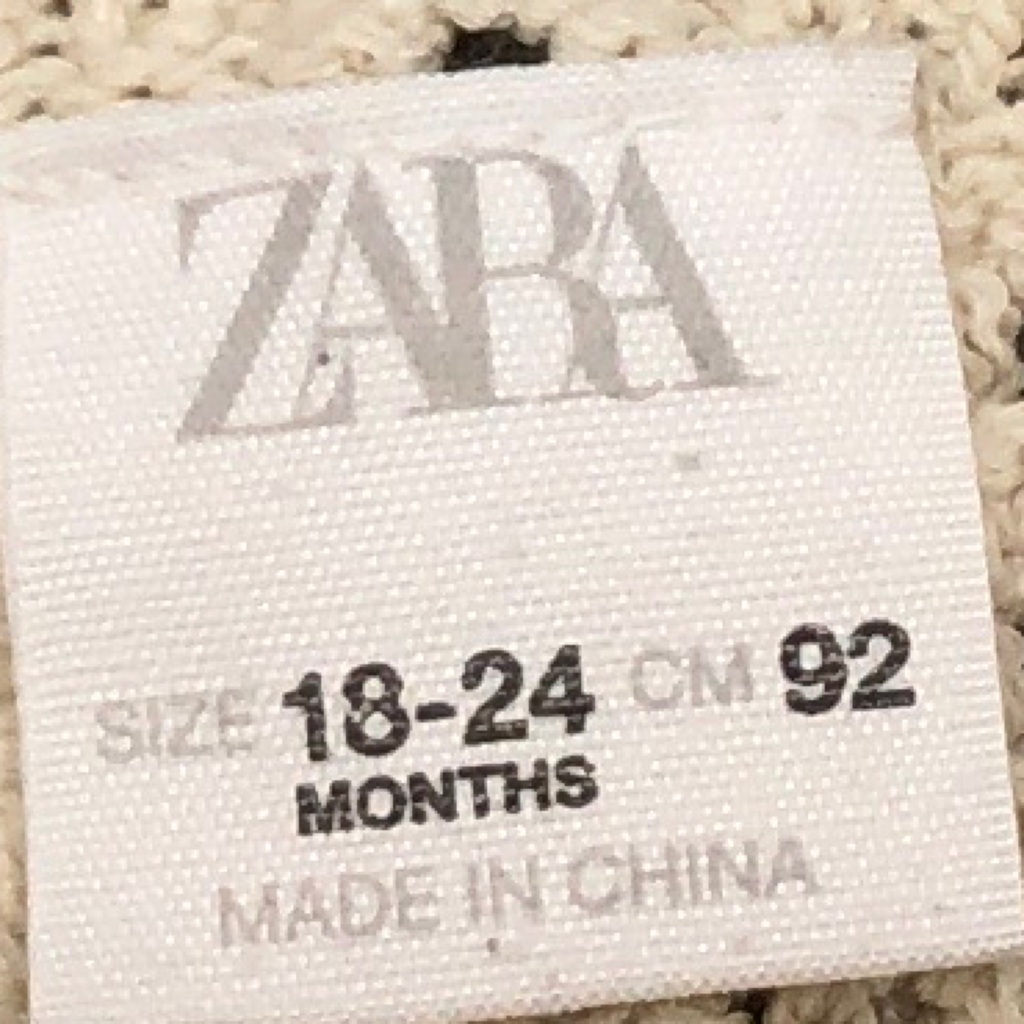 ZARA
SIZE 18-24 CM 92
MONTHS
MADE IN CHINA